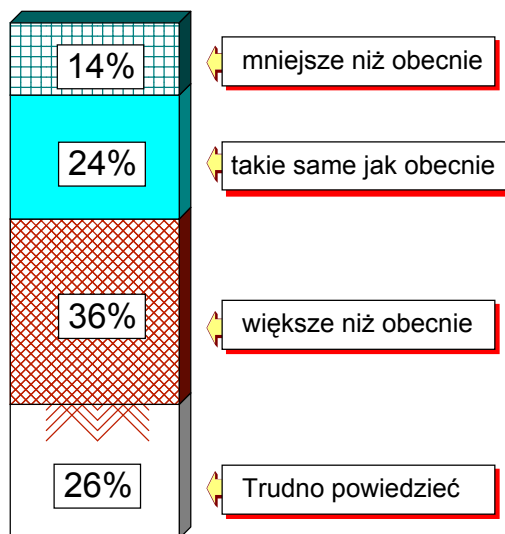 14% mniejsze niż obecnie
24% takie same jak obecnie
36% większe niż obecnie
26% Trudno powiedzieć